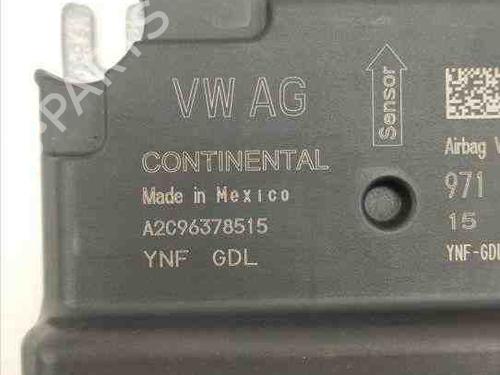 VW AG
CONTINENTAL
Made in Mexico
A2C96378515
YNF GDL
Sensor
Airbag V
971
15
YNF-GDL